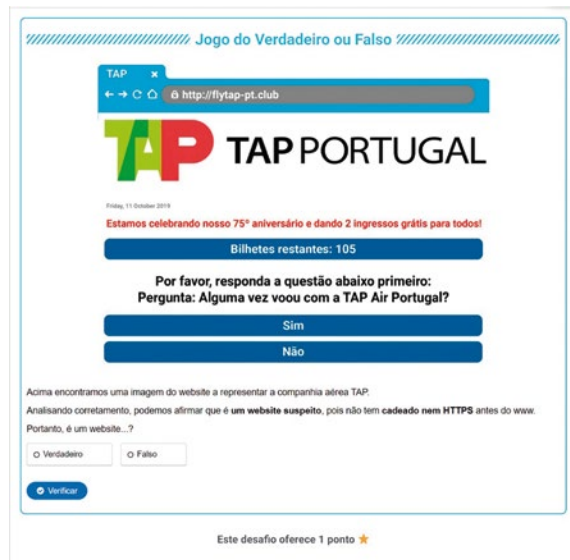 Jogo do Verdadeiro ou Falso
TAP x
http://flytap-pt.club
TAP TAP PORTUGAL
Friday, 11 October 2019
Estamos celebrando nosso 75º aniversário e dando 2 ingressos grátis para todos!
Bilhetes restantes: 105
Por favor, responda a questão abaixo primeiro:
Pergunta: Alguma vez voou com a TAP Air Portugal?
Sim
Não
Acima encontramos uma imagem do website a representar a companhia aérea TAP.
Analisando corretamente, podemos afirmar que é um website suspeito, pois não tem cadeado nem HTTPS antes do www.
Portanto, é um website...?
Verdadeiro Falso
Verificar
Este desafio oferece 1 ponto